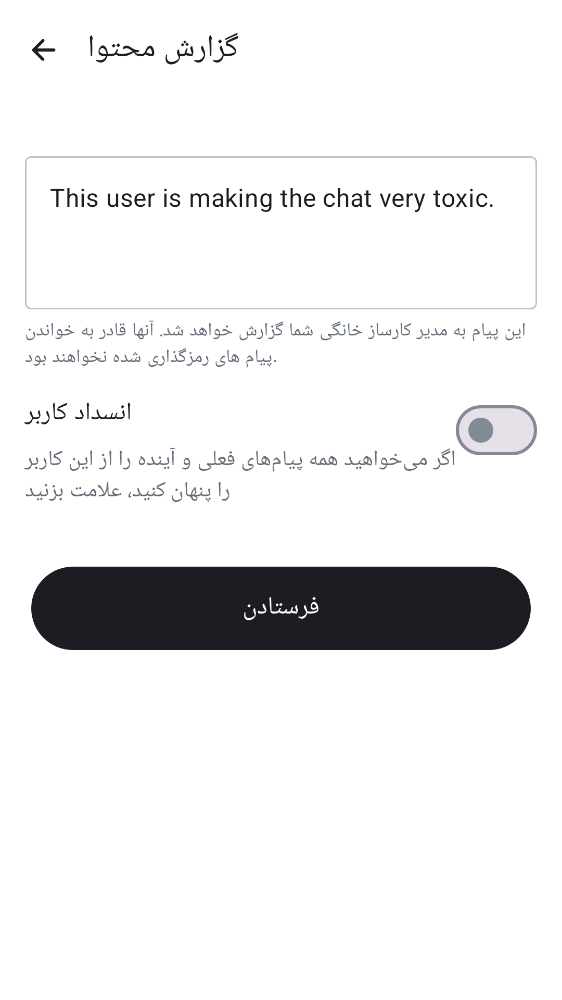 گزارش محتوا
This user is making the chat very toxic.
این پیام به مدیر کارساز خانگی شما گزارش خواهد شد. آنها قادر به خواندن
پیام های رمزگذاری شده نخواهند بود.
انسداد کاربر
اگر می‌خواهید همه پیام‌های فعلی و آینده را از این کاربر
را پنهان کنید، علامت بزنید
فرستادن